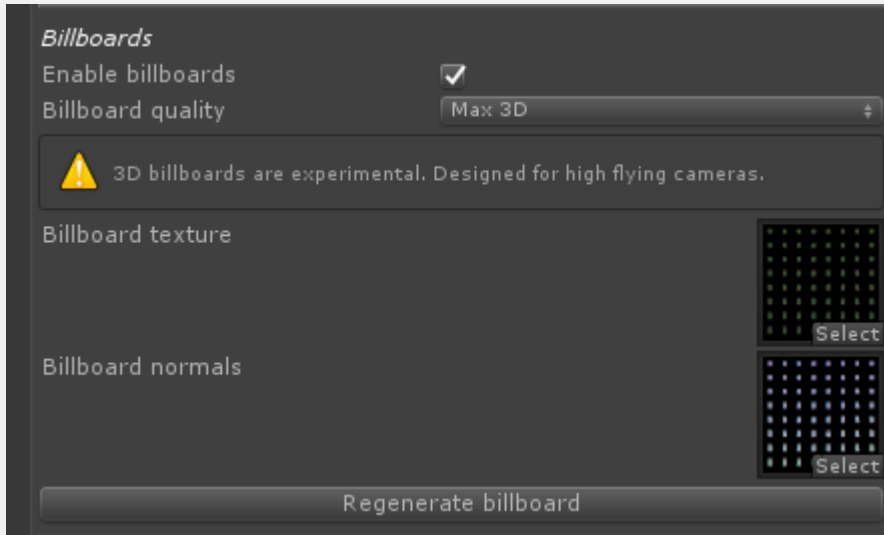 Billboards
Enable billboards
Billboard quality Max 3D
3D billboards are experimental. Designed for high flying cameras.
Billboard texture
Select
Billboard normals
Select
Regenerate billboard